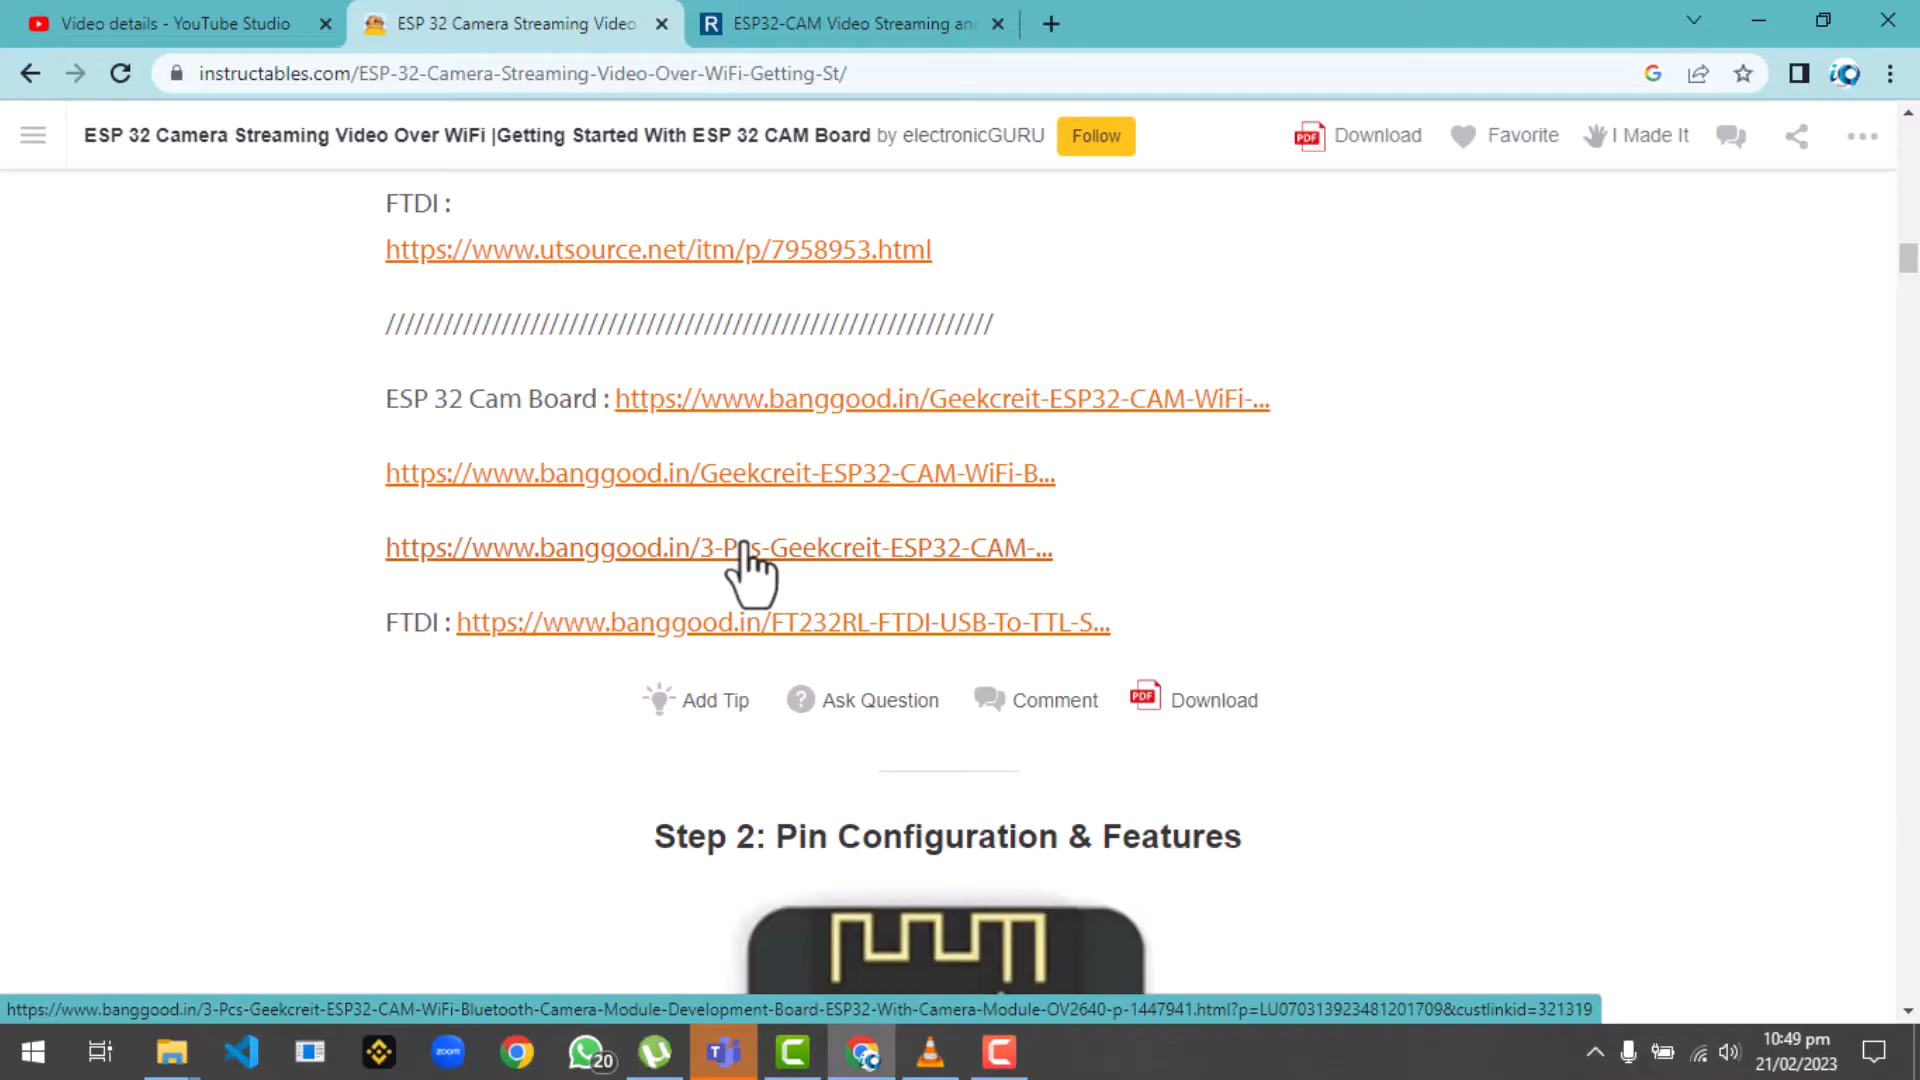 Video details - YouTube Studio
ESP 32 Camera Streaming Video
R ESP32-CAM Video Streaming an
instructables.com/ESP-32-Camera-Streaming-Video-Over-WiFi-Getting-St/
ESP 32 Camera Streaming Video Over WiFi |Getting Started With ESP 32 CAM Board by electronicGURU
Follow
PDF Download
Favorite
I Made It
FTDI :
https://www.utsource.net/itm/p/7958953.html
///////////////////////////////////////////////////////////
ESP 32 Cam Board : https://www.banggood.in/Geekcreit-ESP32-CAM-WiFi-...
https://www.banggood.in/Geekcreit-ESP32-CAM-WiFi-B...
https://www.banggood.in/3-Pcs-Geekcreit-ESP32-CAM-...
FTDI : https://www.banggood.in/FT232RL-FTDI-USB-To-TTL-S...
Add Tip
Ask Question
Comment
PDF Download
Step 2: Pin Configuration & Features
https://www.banggood.in/3-Pcs-Geekcreit-ESP32-CAM-WiFi-Bluetooth-Camera-Module-Development-Board-ESP32-With-Camera-Module-OV2640-p-1447941.html?p=LU070313923481201709&custlinkid=321319
zoom
20
10:49 pm
21/02/2023